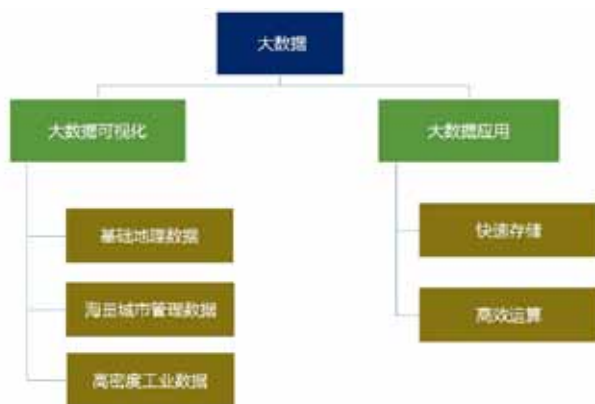 大数据
大数据可视化
大数据应用
基础地理数据
快速存储
海量城市管理数据
高效运算
高密度工业数据